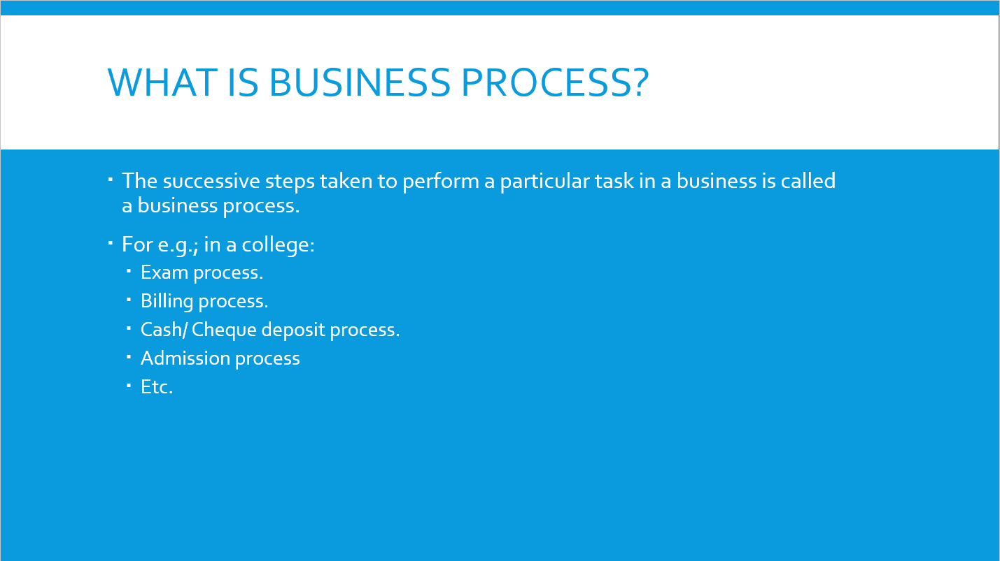 WHAT IS BUSINESS PROCESS?
▪ The successive steps taken to perform a particular task in a business is called
a business process.
▪ For e.g.; in a college:
▪ Exam process.
▪ Billing process.
▪ Cash/ Cheque deposit process.
▪ Admission process
▪ Etc.